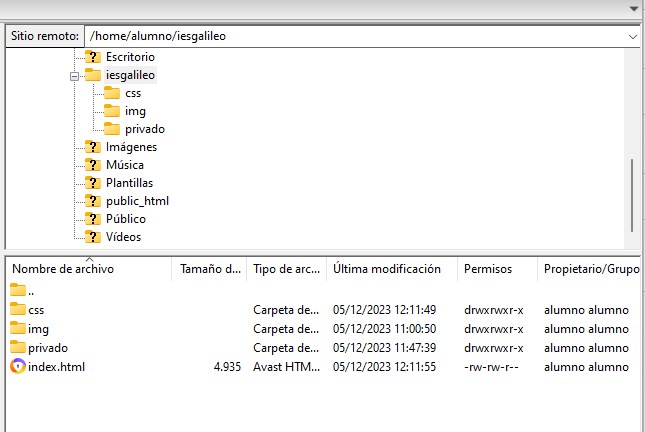 Sitio remoto: /home/alumno/iesgalileo
Escritorio
iesgalileo
css
img
privado
Imágenes
Música
Plantillas
public_html
Público
Vídeos
Nombre de archivo Tamaño d... Tipo de arc... Última modificación Permisos Propietario/Grupo
..
css Carpeta de... 05/12/2023 12:11:49 drwxrwxr-x alumno alumno
img Carpeta de... 05/12/2023 11:00:50 drwxrwxr-x alumno alumno
privado Carpeta de... 05/12/2023 11:47:39 drwxrwxr-x alumno alumno
index.html 4.935 Avast HTM... 05/12/2023 12:11:55 -rw-rw-r-- alumno alumno